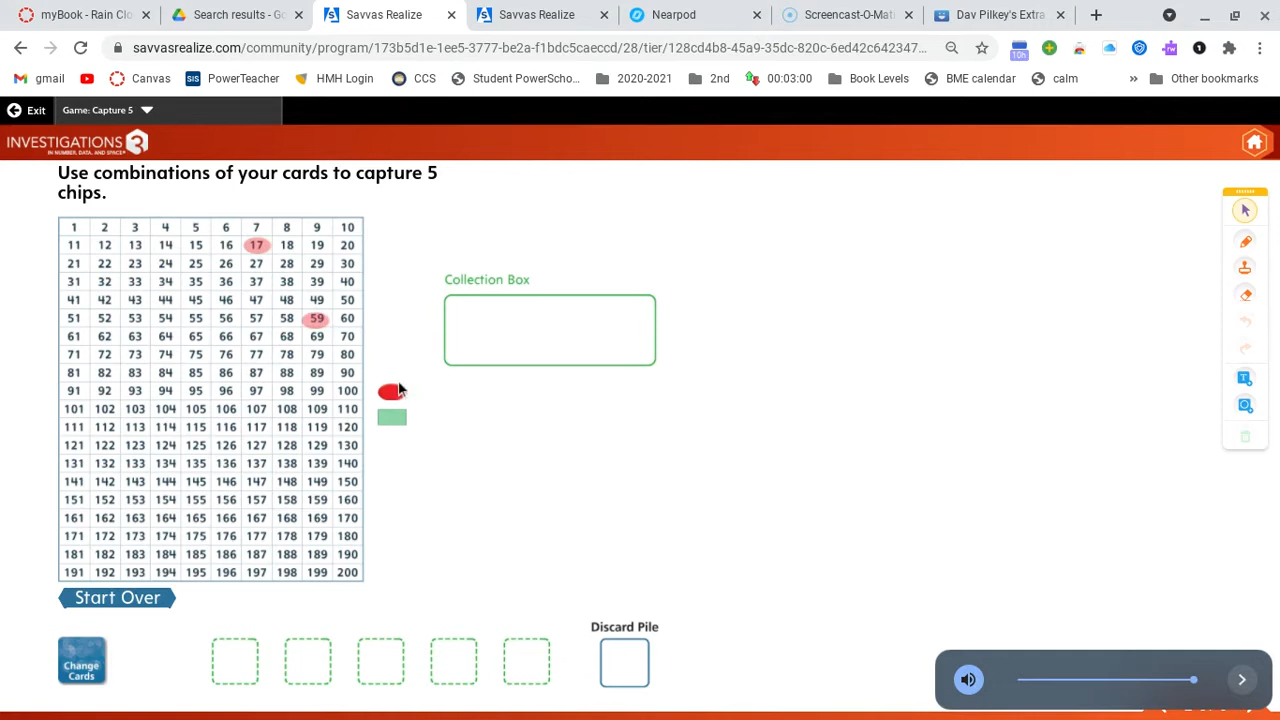 myBook - Rain Clo
Search results - Go
Savvas Realize
Savvas Realize
Nearpod
Screencast-O-Mati
Dav Pilkey's Extra
savvasrealize.com/community/program/173b5d1e-1ee5-3777-be2a-f1bdc5caeccd/28/tier/128cd4b8-45a9-35dc-820c-6ed42c642347...
10h
gmail
Canvas
SIS
PowerTeacher
HMH Login
CCS
Student PowerScho...
2020-2021
2nd
00:03:00
Book Levels
BME calendar
calm
»
Other bookmarks
Exit
Game: Capture 5
INVESTIGATIONS 3
IN NUMBER, DATA, AND SPACE®
Use combinations of your cards to capture 5
chips.
1 2 3 4 5 6 7 8 9 10
11 12 13 14 15 16 17 18 19 20
21 22 23 24 25 26 27 28 29 30
31 32 33 34 35 36 37 38 39 40
41 42 43 44 45 46 47 48 49 50
51 52 53 54 55 56 57 58 59 60
61 62 63 64 65 66 67 68 69 70
71 72 73 74 75 76 77 78 79 80
81 82 83 84 85 86 87 88 89 90
91 92 93 94 95 96 97 98 99 100
101 102 103 104 105 106 107 108 109 110
111 112 113 114 115 116 117 118 119 120
121 122 123 124 125 126 127 128 129 130
131 132 133 134 135 136 137 138 139 140
141 142 143 144 145 146 147 148 149 150
151 152 153 154 155 156 157 158 159 160
161 162 163 164 165 166 167 168 169 170
171 172 173 174 175 176 177 178 179 180
181 182 183 184 185 186 187 188 189 190
191 192 193 194 195 196 197 198 199 200
Collection Box
Start Over
Change
Cards
Discard Pile